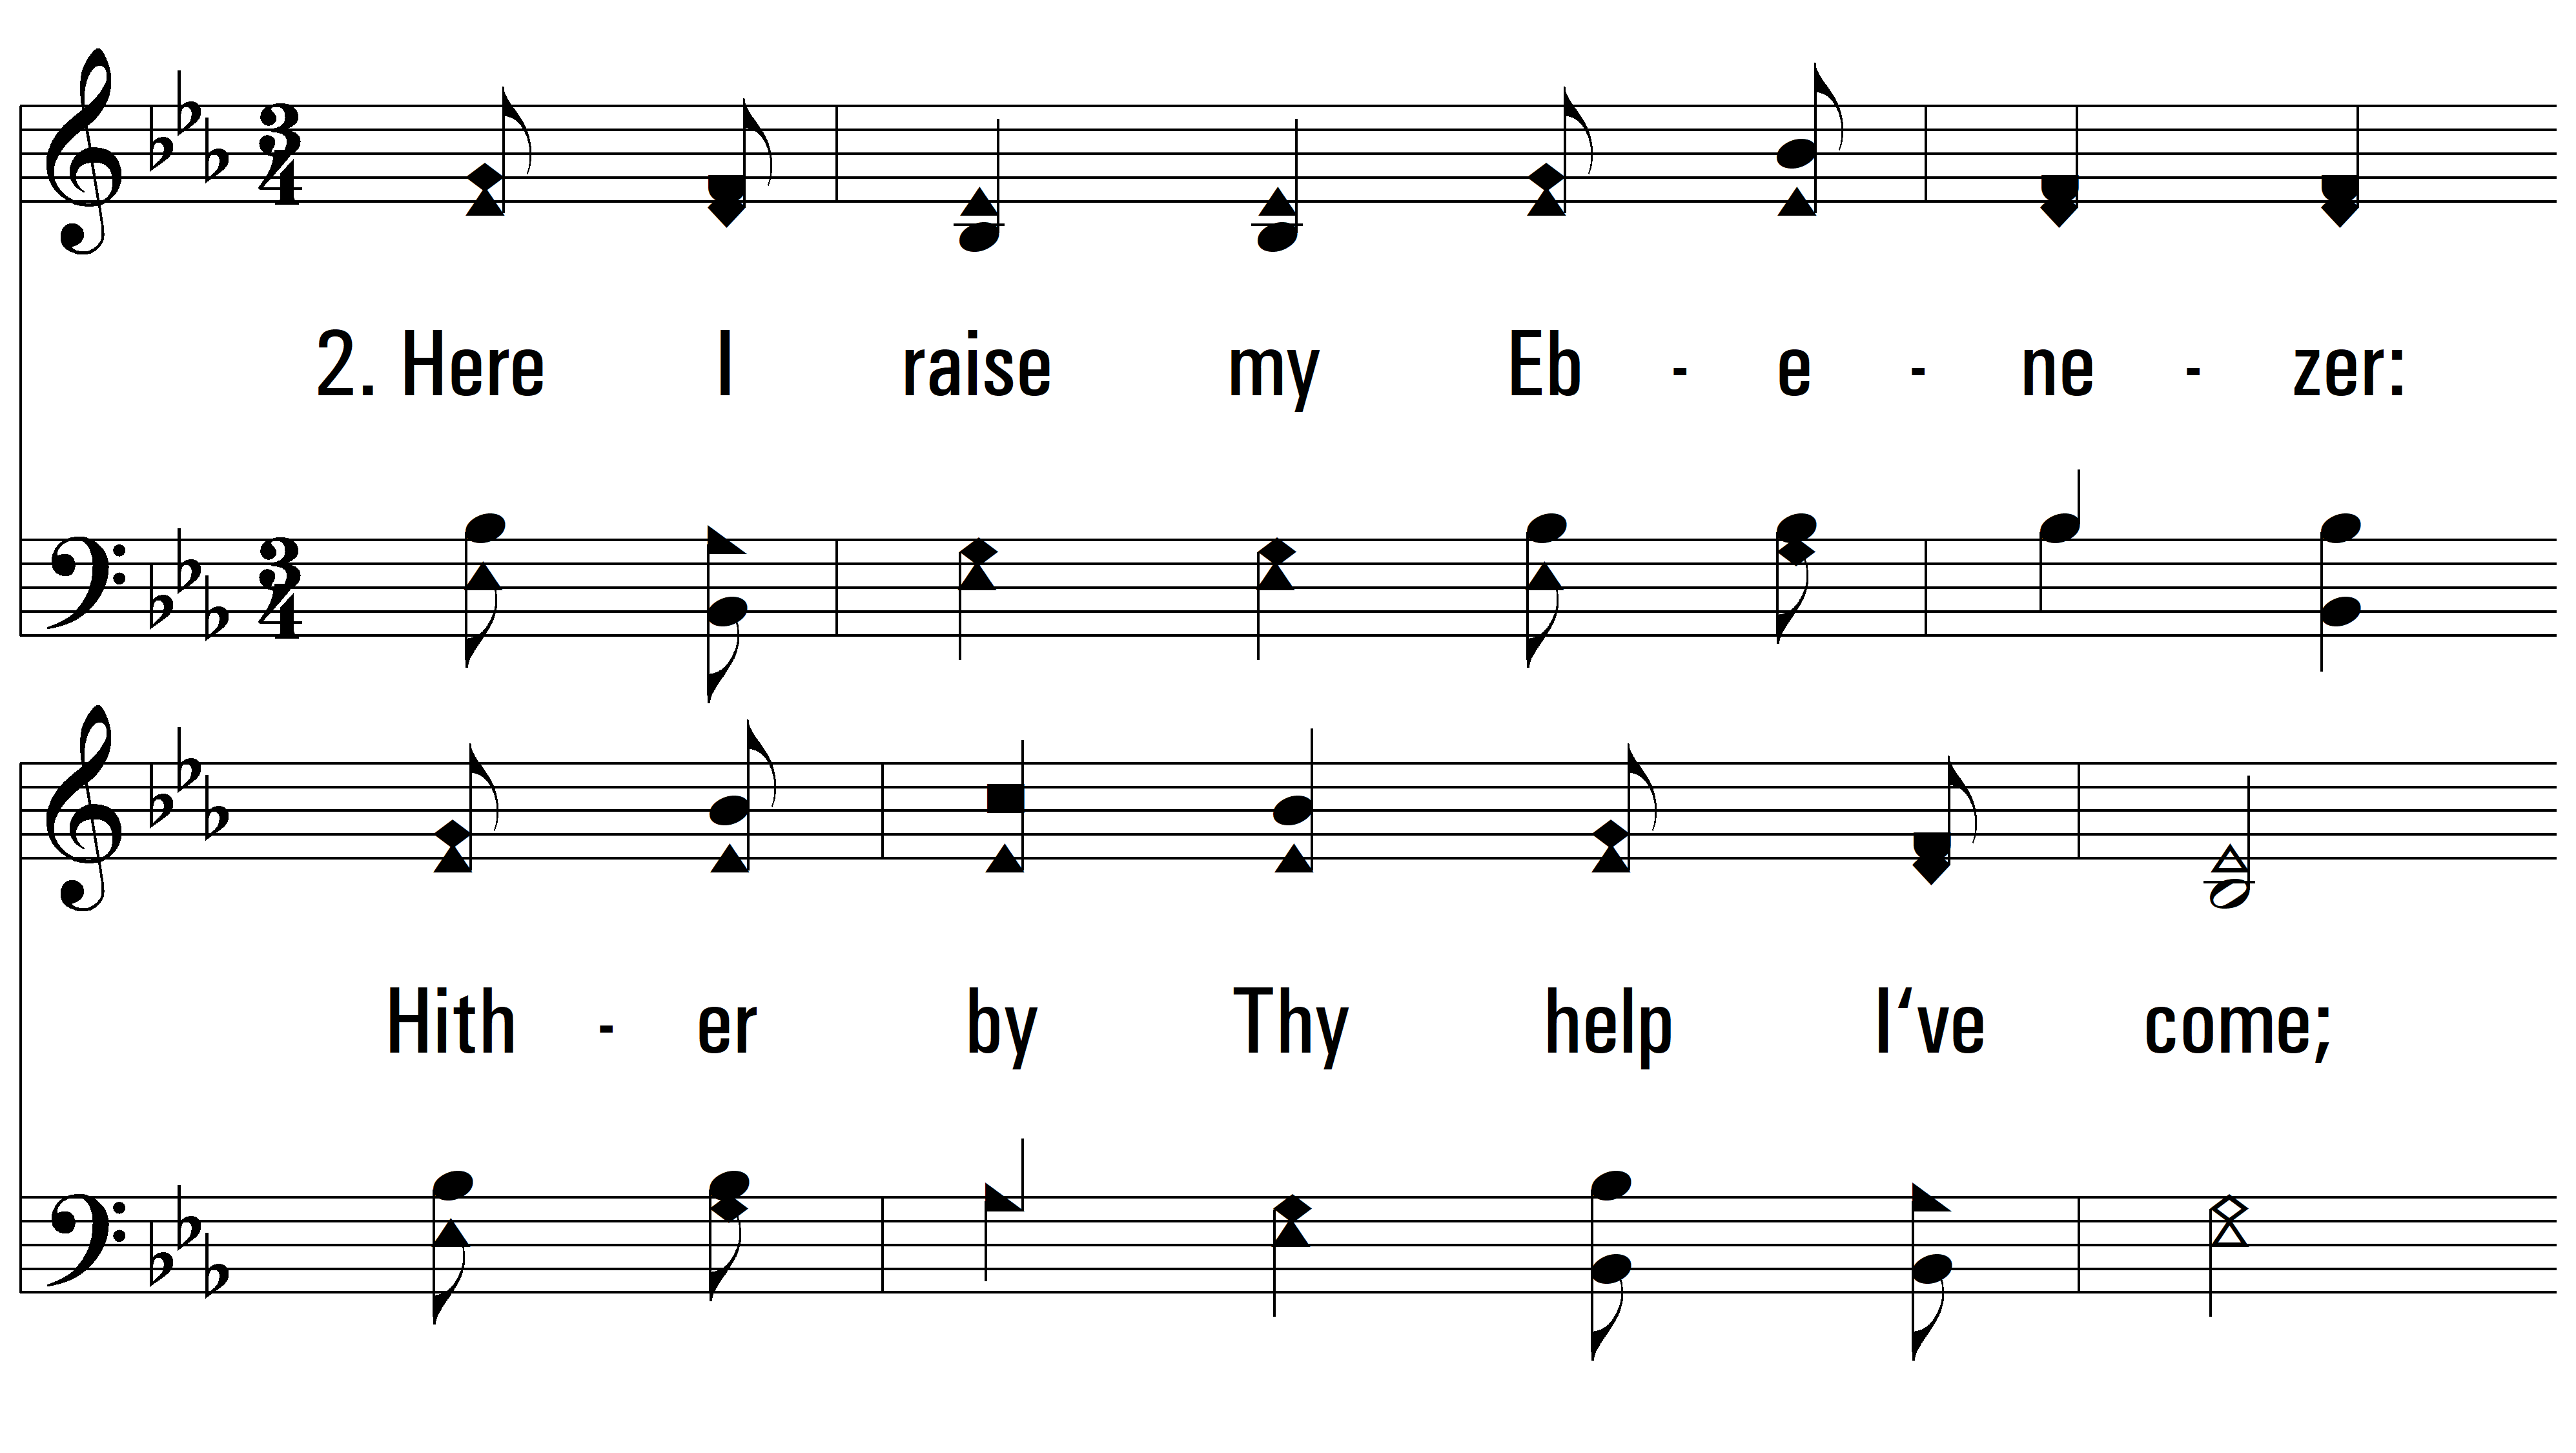 2. Here I raise my Eb - e - ne - zer:
Hith - er by Thy help I‘ve come;